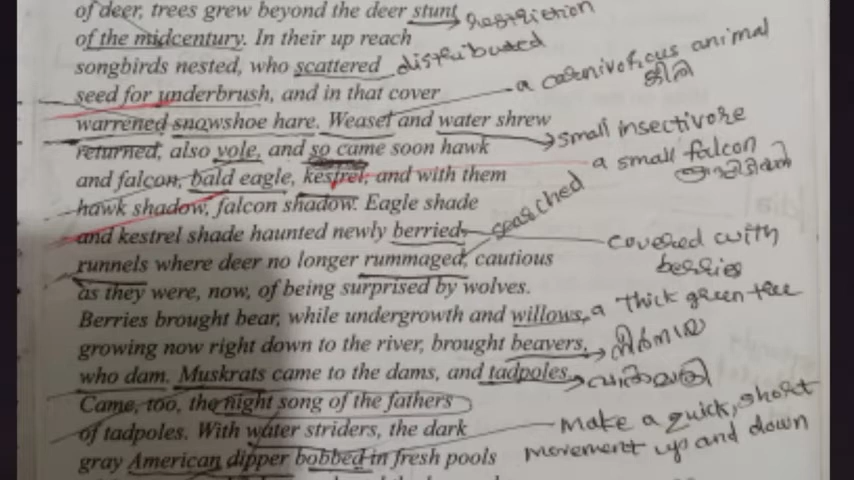 of deer, trees grew beyond the deer stunt restriction
of the midcentury. In their up reach
songbirds nested, who scattered distributed
seed for underbrush, and in that cover a carnivorous animal
warrened snowshoe hare. Weasel and water shrew
returned, also vole, and so came soon hawk small insectivore
and falcon, bald eagle, kestrel, and with them a small falcon
hawk shadow, falcon shadow. Eagle shade searched
and kestrel shade haunted newly berried covered with
runnels where deer no longer rummaged, cautious berries
as they were, now, of being surprised by wolves.
Berries brought bear, while undergrowth and willows, a thick green tree
growing now right down to the river, brought beavers, നീർനായ
who dam. Muskrats came to the dams, and tadpoles.
Came, too, the night song of the fathers
of tadpoles. With water striders, the dark Make a quick, short
gray American dipper bobbed in fresh pools movement up and down